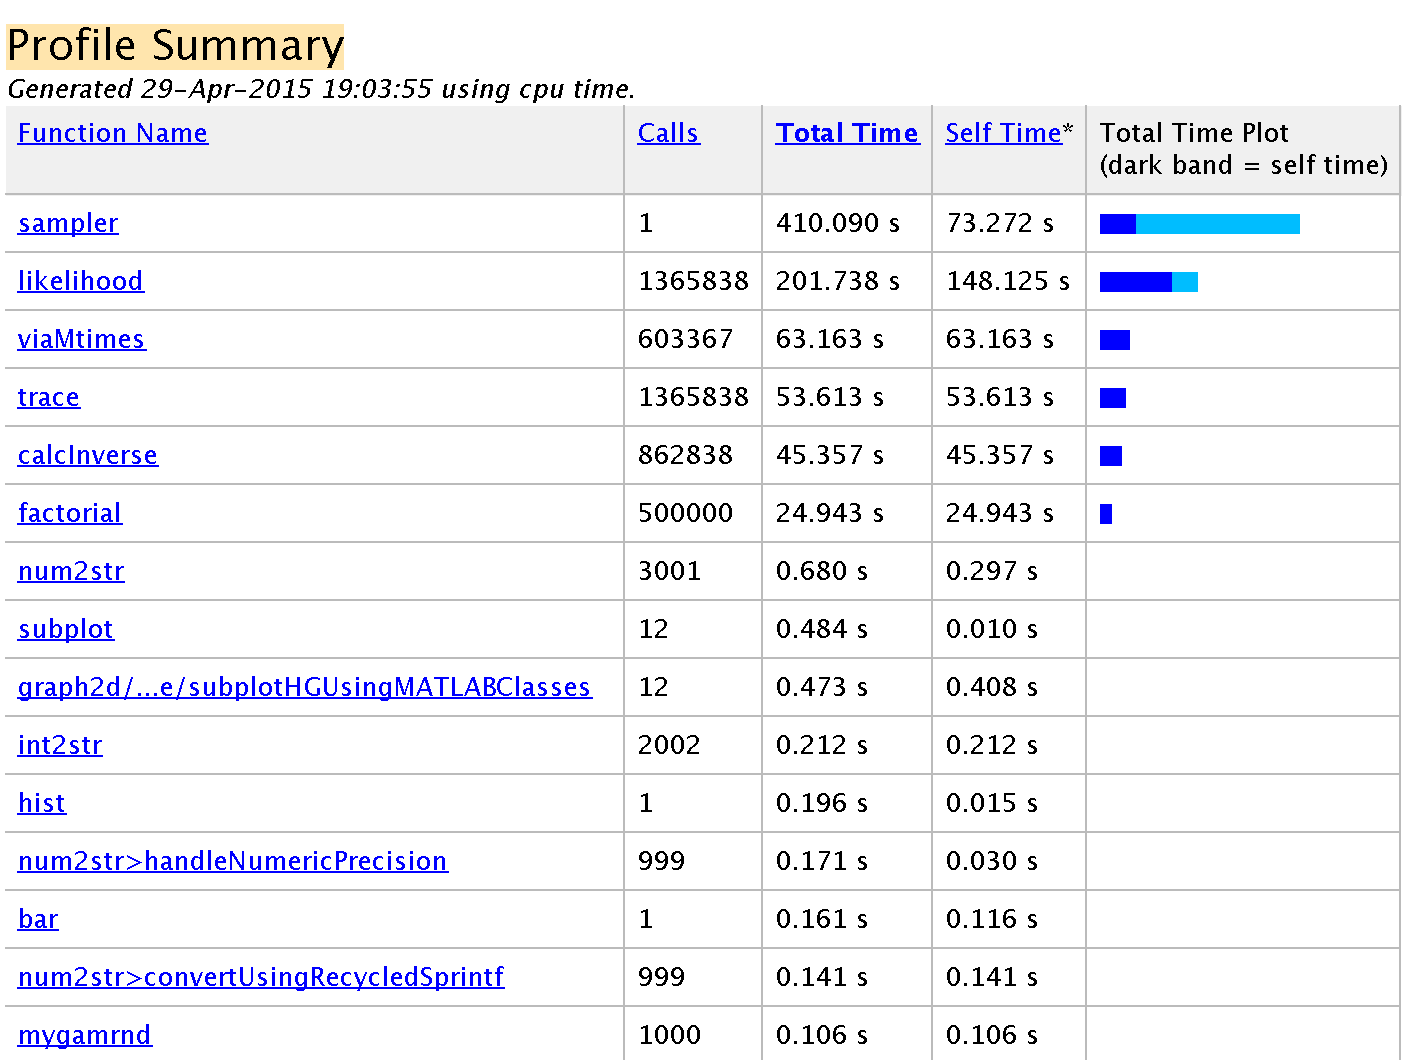 Profile Summary
Generated 29-Apr-2015 19:03:55 using cpu time.
Function Name Calls Total Time Self Time* Total Time Plot
(dark band = self time)
sampler 1 410.090 s 73.272 s
likelihood 1365838 201.738 s 148.125 s
viaMtimes 603367 63.163 s 63.163 s
trace 1365838 53.613 s 53.613 s
calcInverse 862838 45.357 s 45.357 s
factorial 500000 24.943 s 24.943 s
num2str 3001 0.680 s 0.297 s
subplot 12 0.484 s 0.010 s
graph2d/...e/subplotHGUsingMATLABClasses 12 0.473 s 0.408 s
int2str 2002 0.212 s 0.212 s
hist 1 0.196 s 0.015 s
num2str>handleNumericPrecision 999 0.171 s 0.030 s
bar 1 0.161 s 0.116 s
num2str>convertUsingRecycledSprintf 999 0.141 s 0.141 s
mygamrnd 1000 0.106 s 0.106 s